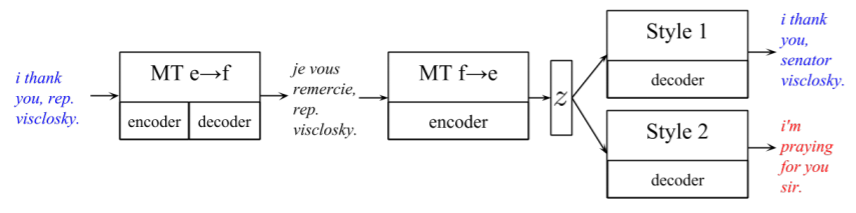 i thank
you, rep.
visclosky.
MT e→f
encoder
decoder
je vous
remercie,
rep.
visclosky.
MT f→e
encoder
z
Style 1
decoder
i thank
you,
senator
visclosky.
Style 2
decoder
i'm
praying
for you
sir.